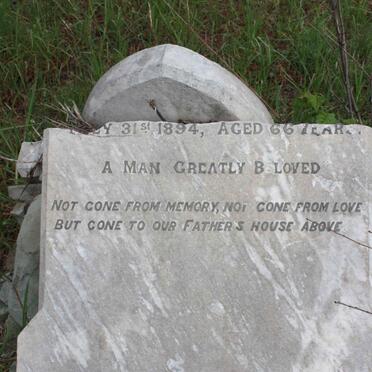 31st 1894, AGED 66 YEARS
A MAN GREATLY B LOVED
NOT GONE FROM MEMORY, NOT GONE FROM LOVE
BUT GONE TO OUR FATHER'S HOUSE ABOVE